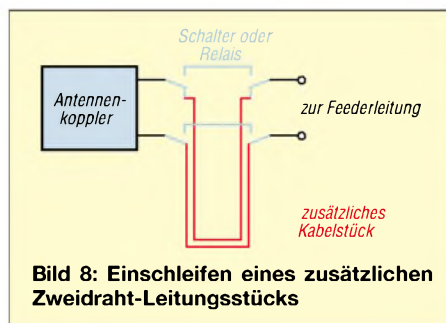 Schalter oder
Relais
Antennen-
koppler
zur Feederleitung
zusätzliches
Kabelstück
Bild 8: Einschleifen eines zusätzlichen
Zweidraht-Leitungsstücks